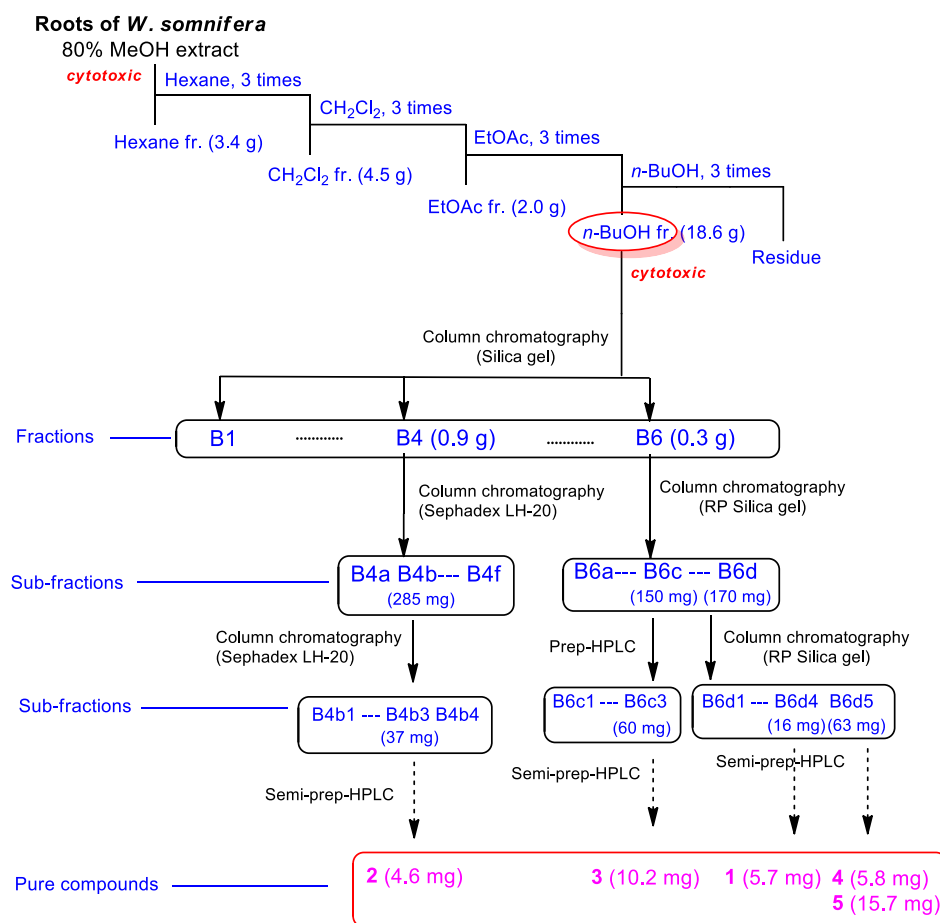 Roots of W. somnifera
80% MeOH extract
cytotoxic
Hexane, 3 times
CH₂Cl₂, 3 times
EtOAc, 3 times
n-BuOH, 3 times
Hexane fr. (3.4 g)
CH₂Cl₂ fr. (4.5 g)
EtOAc fr. (2.0 g)
n-BuOH fr. (18.6 g)
Residue
cytotoxic
Column chromatography
(Silica gel)
Fractions
B1 ............ B4 (0.9 g) ............ B6 (0.3 g)
Column chromatography
(Sephadex LH-20)
Column chromatography
(RP Silica gel)
Sub-fractions
B4a B4b--- B4f
(285 mg)
B6a--- B6c --- B6d
(150 mg) (170 mg)
Column chromatography
(Sephadex LH-20)
Prep-HPLC
Column chromatography
(RP Silica gel)
Sub-fractions
B4b1 --- B4b3 B4b4
(37 mg)
B6c1 --- B6c3
(60 mg)
B6d1 --- B6d4 B6d5
(16 mg)(63 mg)
Semi-prep-HPLC
Semi-prep-HPLC
Semi-prep-HPLC
Pure compounds
2 (4.6 mg)
3 (10.2 mg)
1 (5.7 mg)
4 (5.8 mg)
5 (15.7 mg)